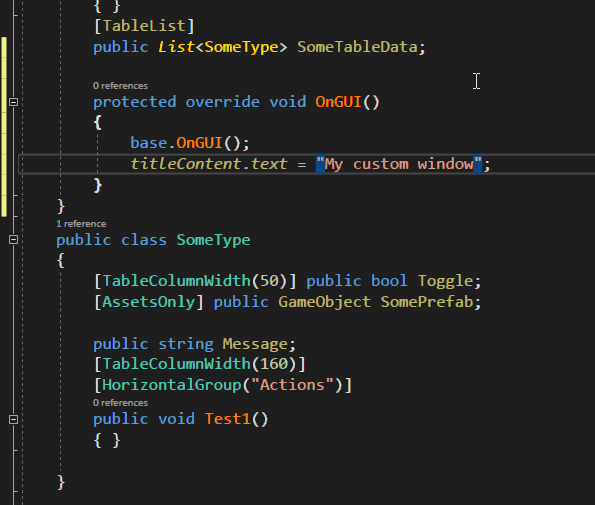 { }
[TableList]
public List<SomeType> SomeTableData;
0 references
protected override void OnGUI()
{
base.OnGUI();
titleContent.text = "My custom window";
}
}
1 reference
public class SomeType
{
[TableColumnWidth(50)] public bool Toggle;
[AssetsOnly] public GameObject SomePrefab;
public string Message;
[TableColumnWidth(160)]
[HorizontalGroup("Actions")]
0 references
public void Test1()
{ }
}